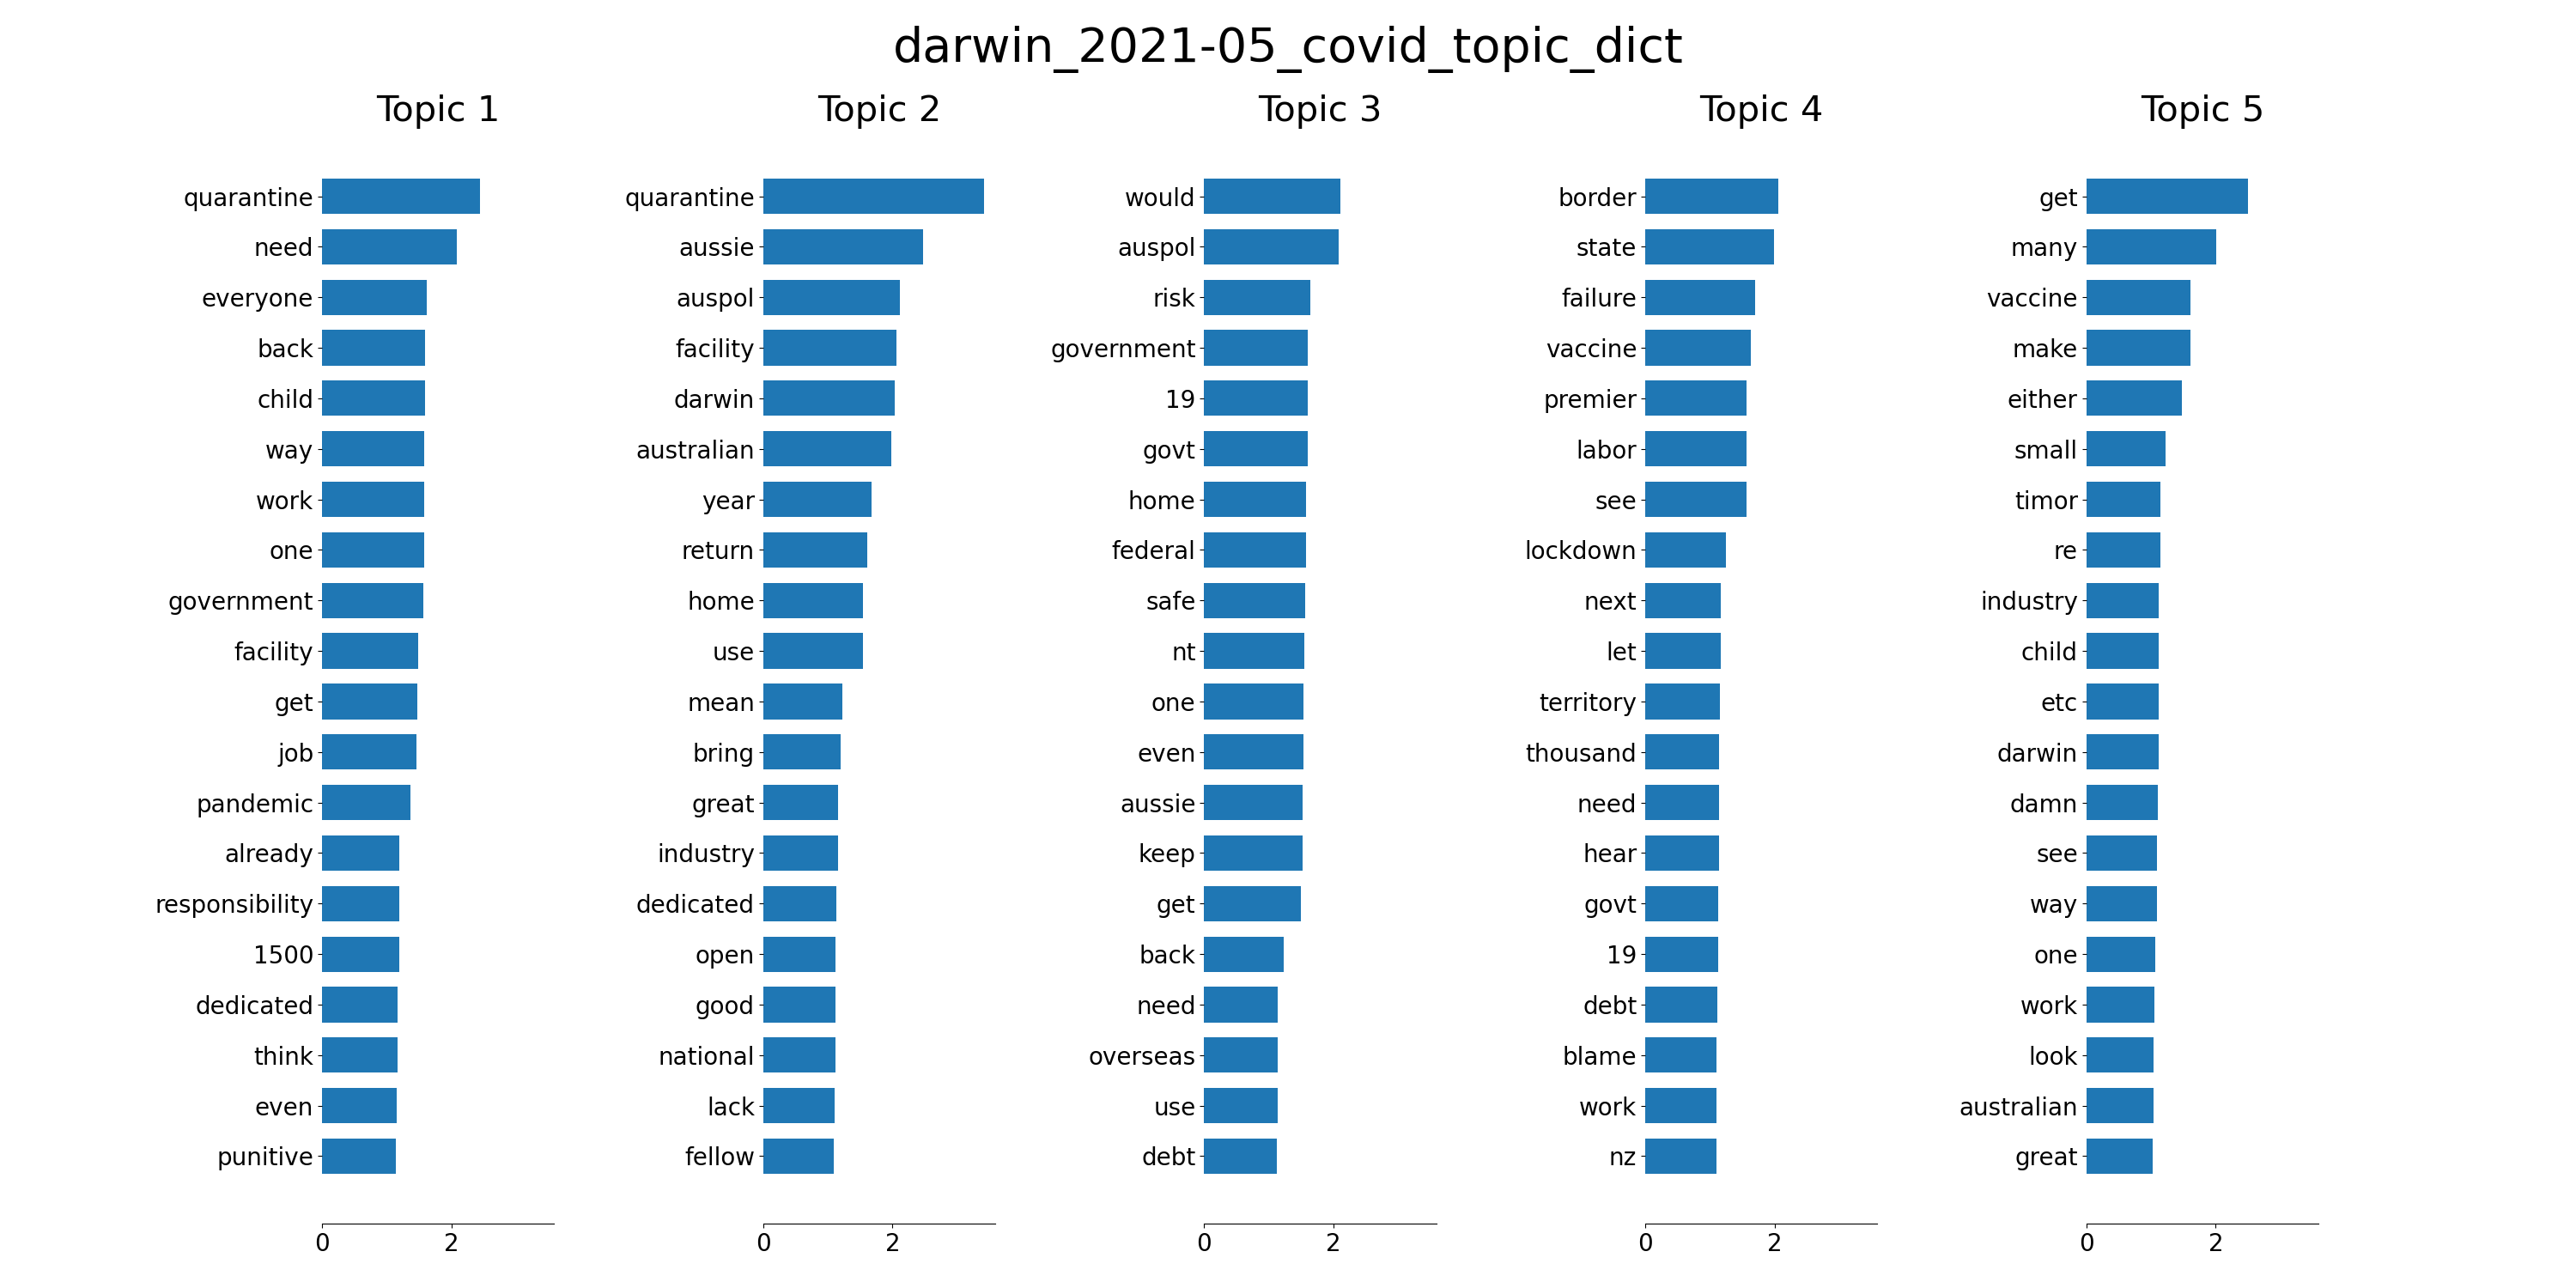 darwin_2021-05_covid_topic_dict
Topic 1
quarantine
need
everyone
back
child
way
work
one
government
facility
get
job
pandemic
already
responsibility
1500
dedicated
think
even
punitive
0 2
Topic 2
quarantine
aussie
auspol
facility
darwin
australian
year
return
home
use
mean
bring
great
industry
dedicated
open
good
national
lack
fellow
0 2
Topic 3
would
auspol
risk
government
19
govt
home
federal
safe
nt
one
even
aussie
keep
get
back
need
overseas
use
debt
0 2
Topic 4
border
state
failure
vaccine
premier
labor
see
lockdown
next
let
territory
thousand
need
hear
govt
19
debt
blame
work
nz
0 2
Topic 5
get
many
vaccine
make
either
small
timor
re
industry
child
etc
darwin
damn
see
way
one
work
look
australian
great
0 2